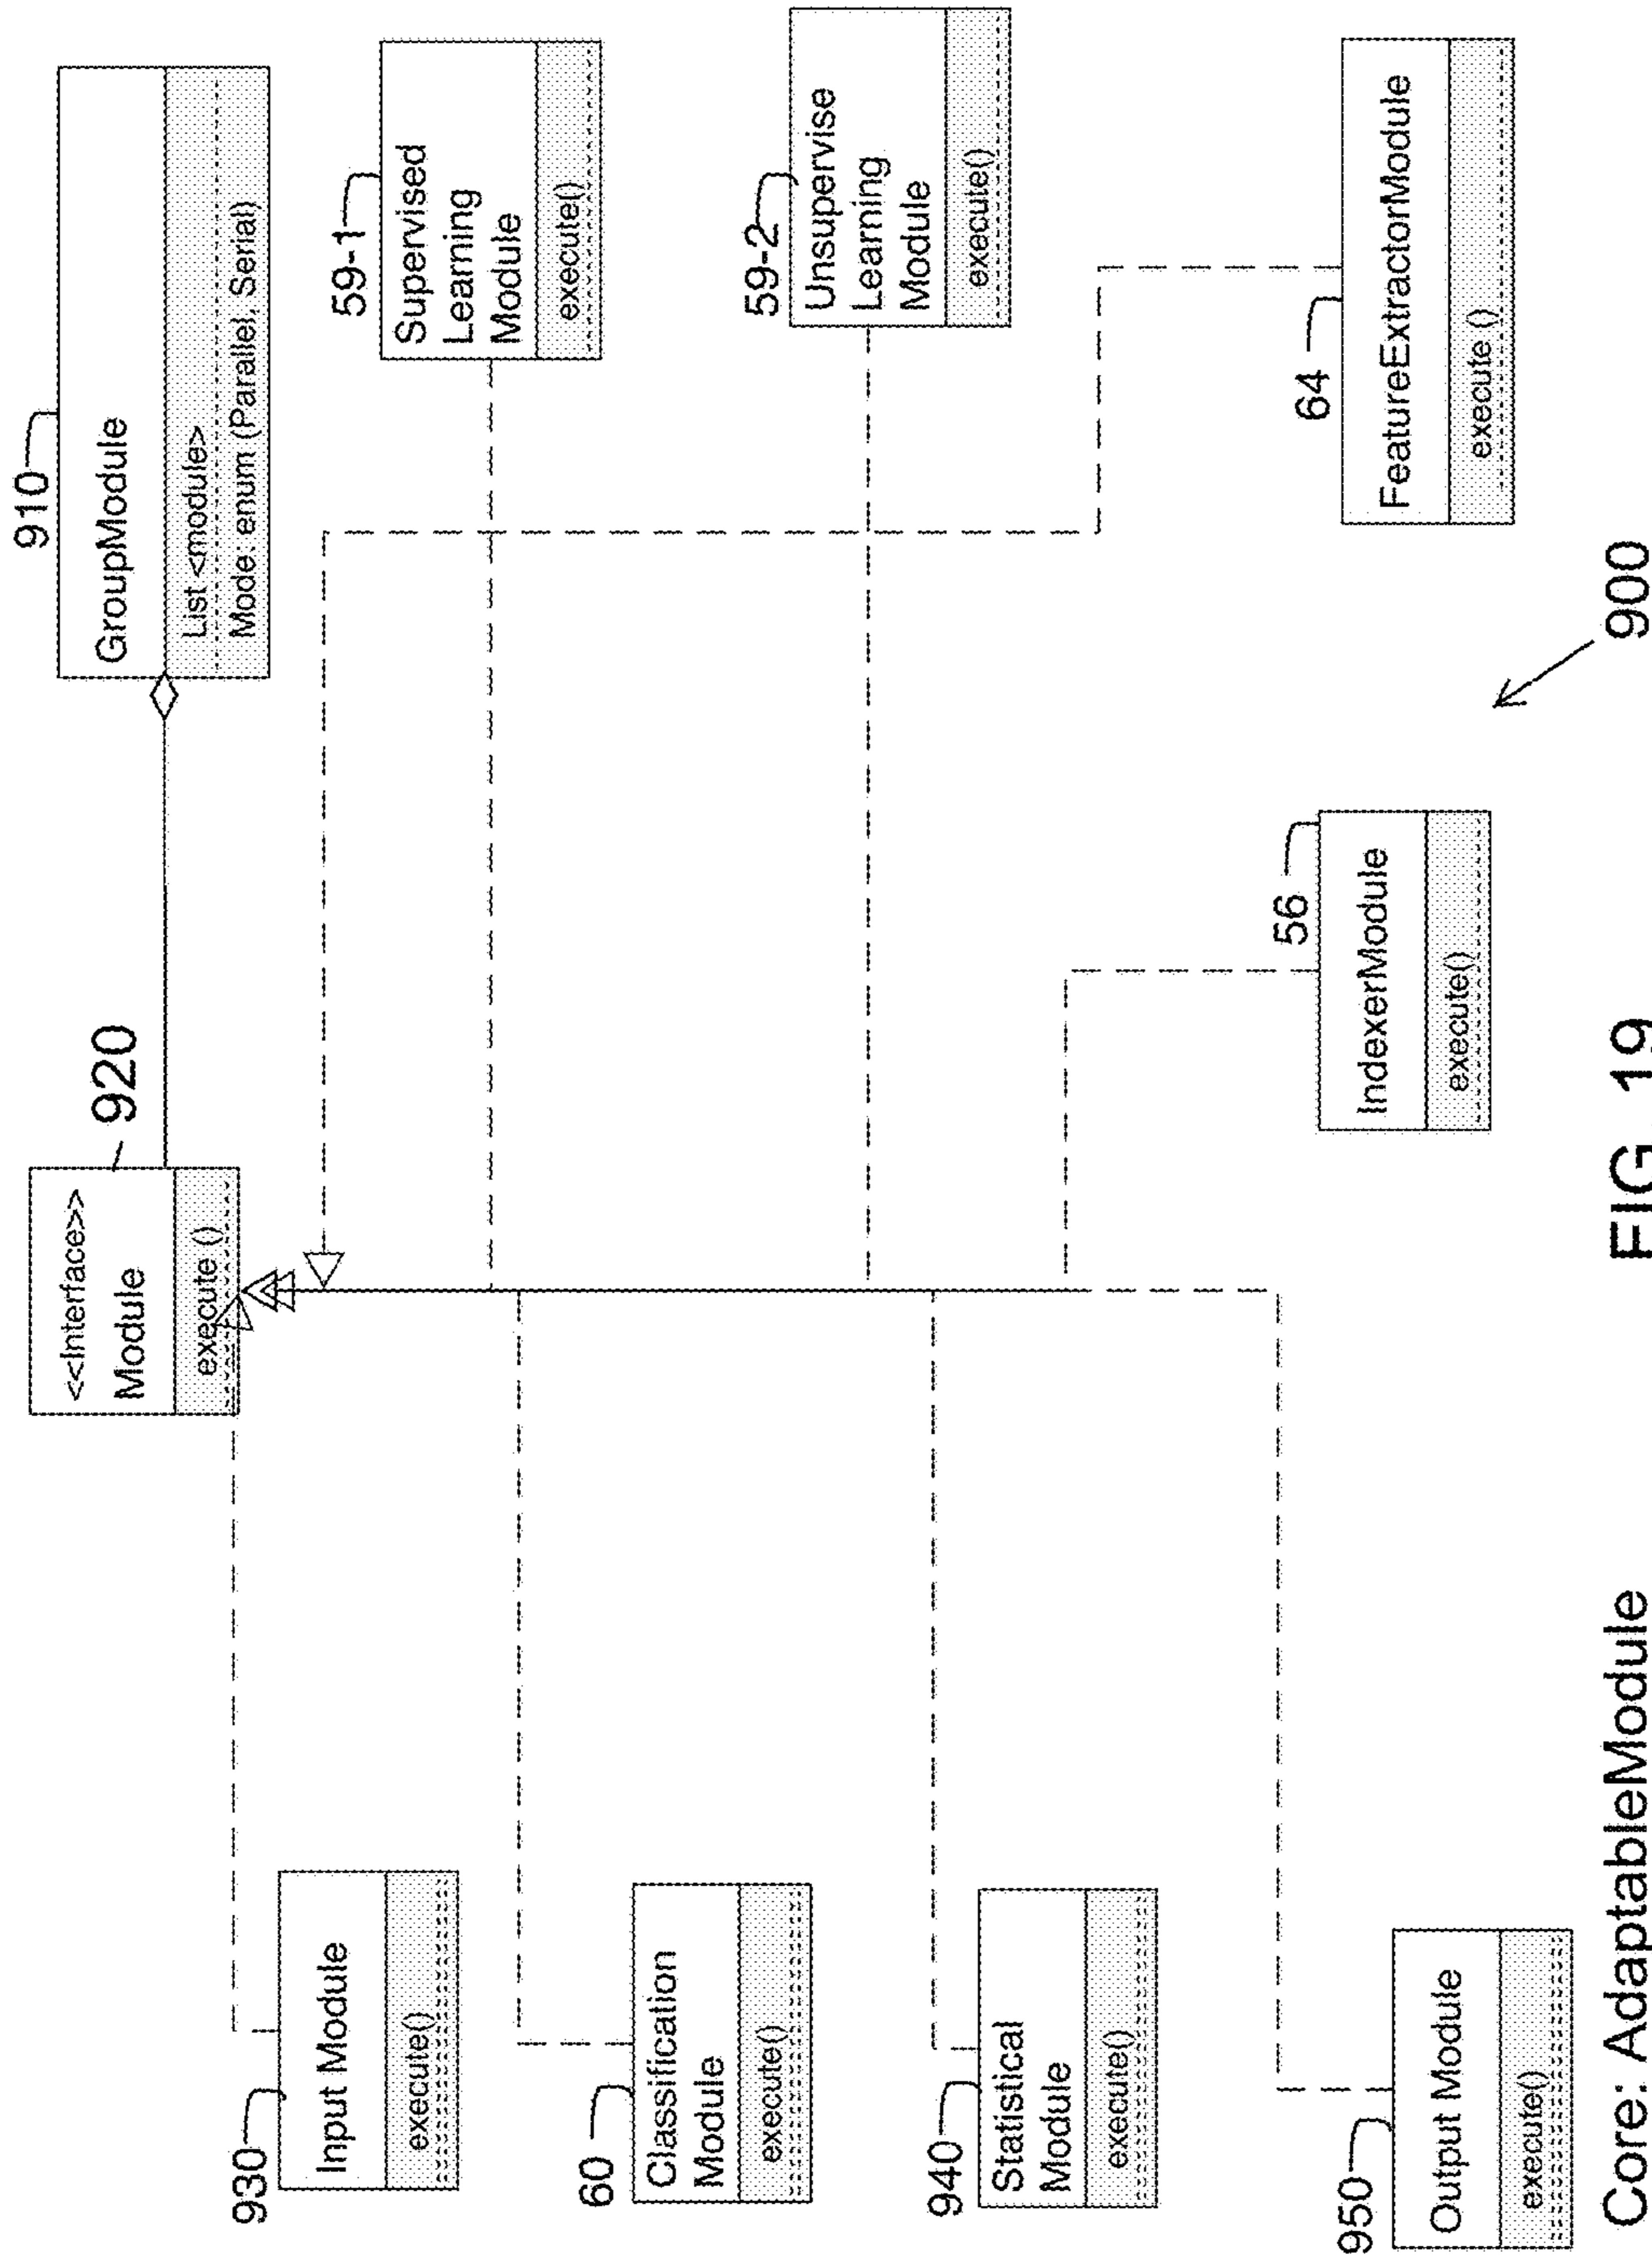 910
GroupModule
List <module>
Mode: enum (Parallel, Serial)
920
<<Interface>>
Module
execute ()
930
Input Module
execute()
59-1
Supervised
Learning
Module
execute()
60
Classification
Module
execute()
59-2
Unsupervise
Learning
Module
execute()
940
Statistical
Module
execute()
56
IndexerModule
execute()
64
FeatureExtractorModule
execute ()
950
Output Module
execute()
900
Core: AdaptableModule
FIG. 19